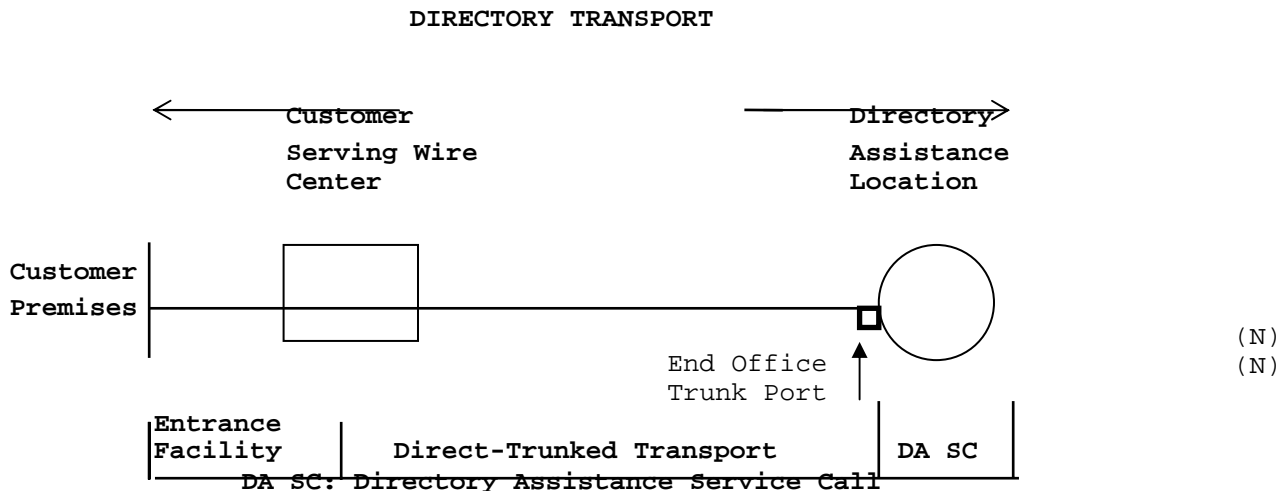 DIRECTORY TRANSPORT
Customer
Serving Wire
Center
Directory
Assistance
Location
Customer
Premises
End Office
Trunk Port
(N)
(N)
Entrance
Facility
Direct-Trunked Transport
DA SC
DA SC: Directory Assistance Service Call